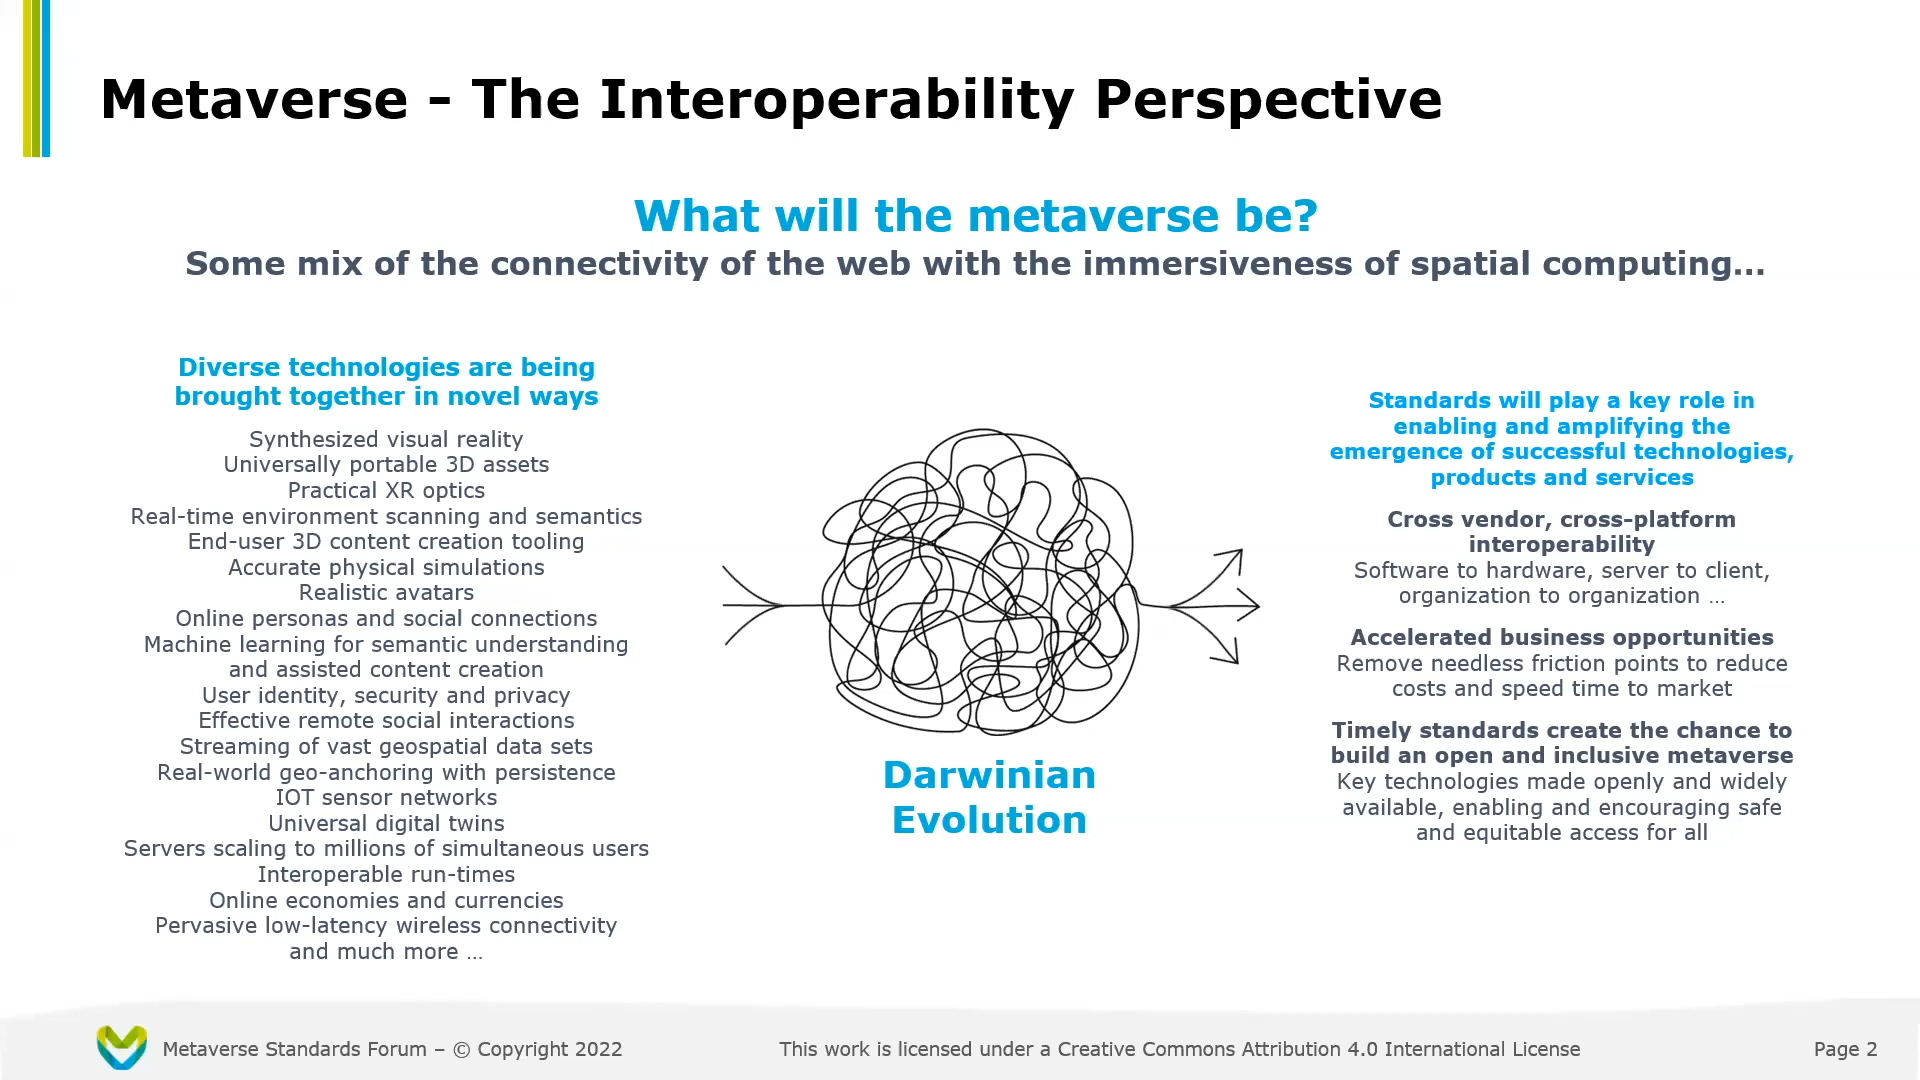 Metaverse - The Interoperability Perspective
What will the metaverse be?
Some mix of the connectivity of the web with the immersiveness of spatial computing...
Diverse technologies are being
brought together in novel ways
Synthesized visual reality
Universally portable 3D assets
Practical XR optics
Real-time environment scanning and semantics
End-user 3D content creation tooling
Accurate physical simulations
Realistic avatars
Online personas and social connections
Machine learning for semantic understanding
and assisted content creation
User identity, security and privacy
Effective remote social interactions
Streaming of vast geospatial data sets
Real-world geo-anchoring with persistence
IOT sensor networks
Universal digital twins
Servers scaling to millions of simultaneous users
Interoperable run-times
Online economies and currencies
Pervasive low-latency wireless connectivity
and much more ...
Darwinian
Evolution
Standards will play a key role in
enabling and amplifying the
emergence of successful technologies,
products and services
Cross vendor, cross-platform
interoperability
Software to hardware, server to client,
organization to organization ...
Accelerated business opportunities
Remove needless friction points to reduce
costs and speed time to market
Timely standards create the chance to
build an open and inclusive metaverse
Key technologies made openly and widely
available, enabling and encouraging safe
and equitable access for all
Metaverse Standards Forum – © Copyright 2022
This work is licensed under a Creative Commons Attribution 4.0 International License
Page 2